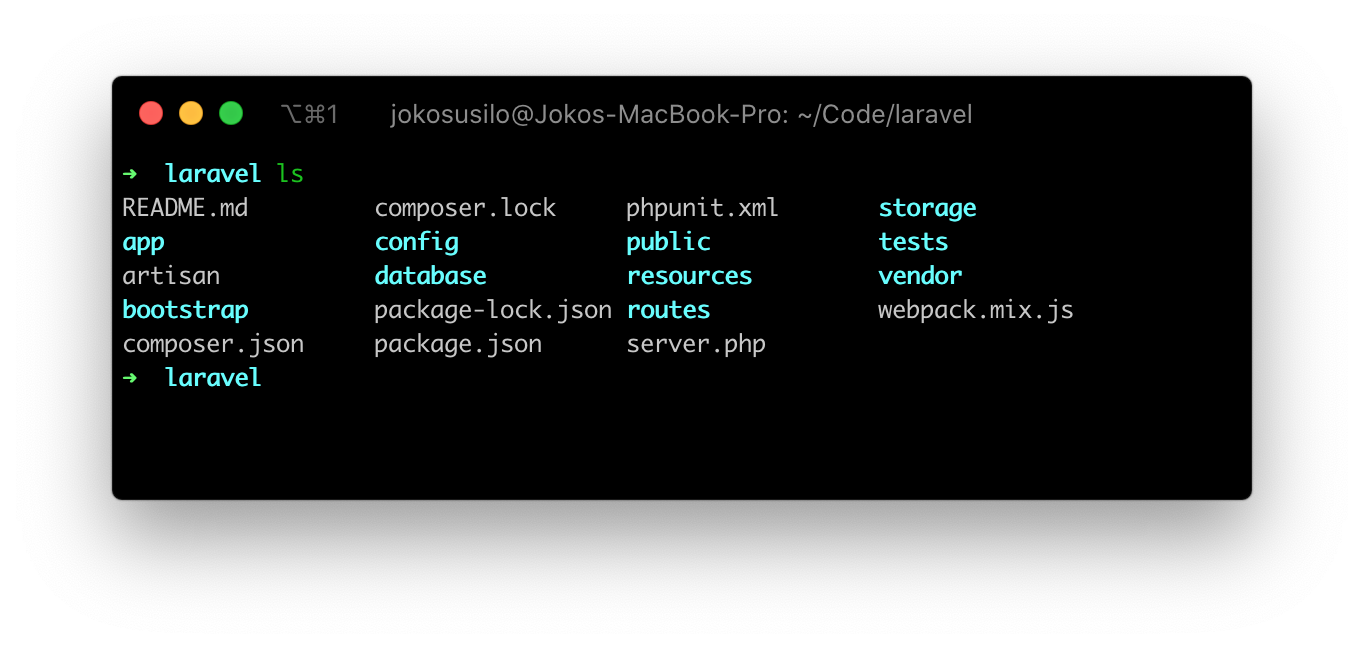 ⌥⌘1 jokosusilo@Jokos-MacBook-Pro: ~/Code/laravel
➜ laravel ls
README.md composer.lock phpunit.xml storage
app config public tests
artisan database resources vendor
bootstrap package-lock.json routes webpack.mix.js
composer.json package.json server.php
➜ laravel